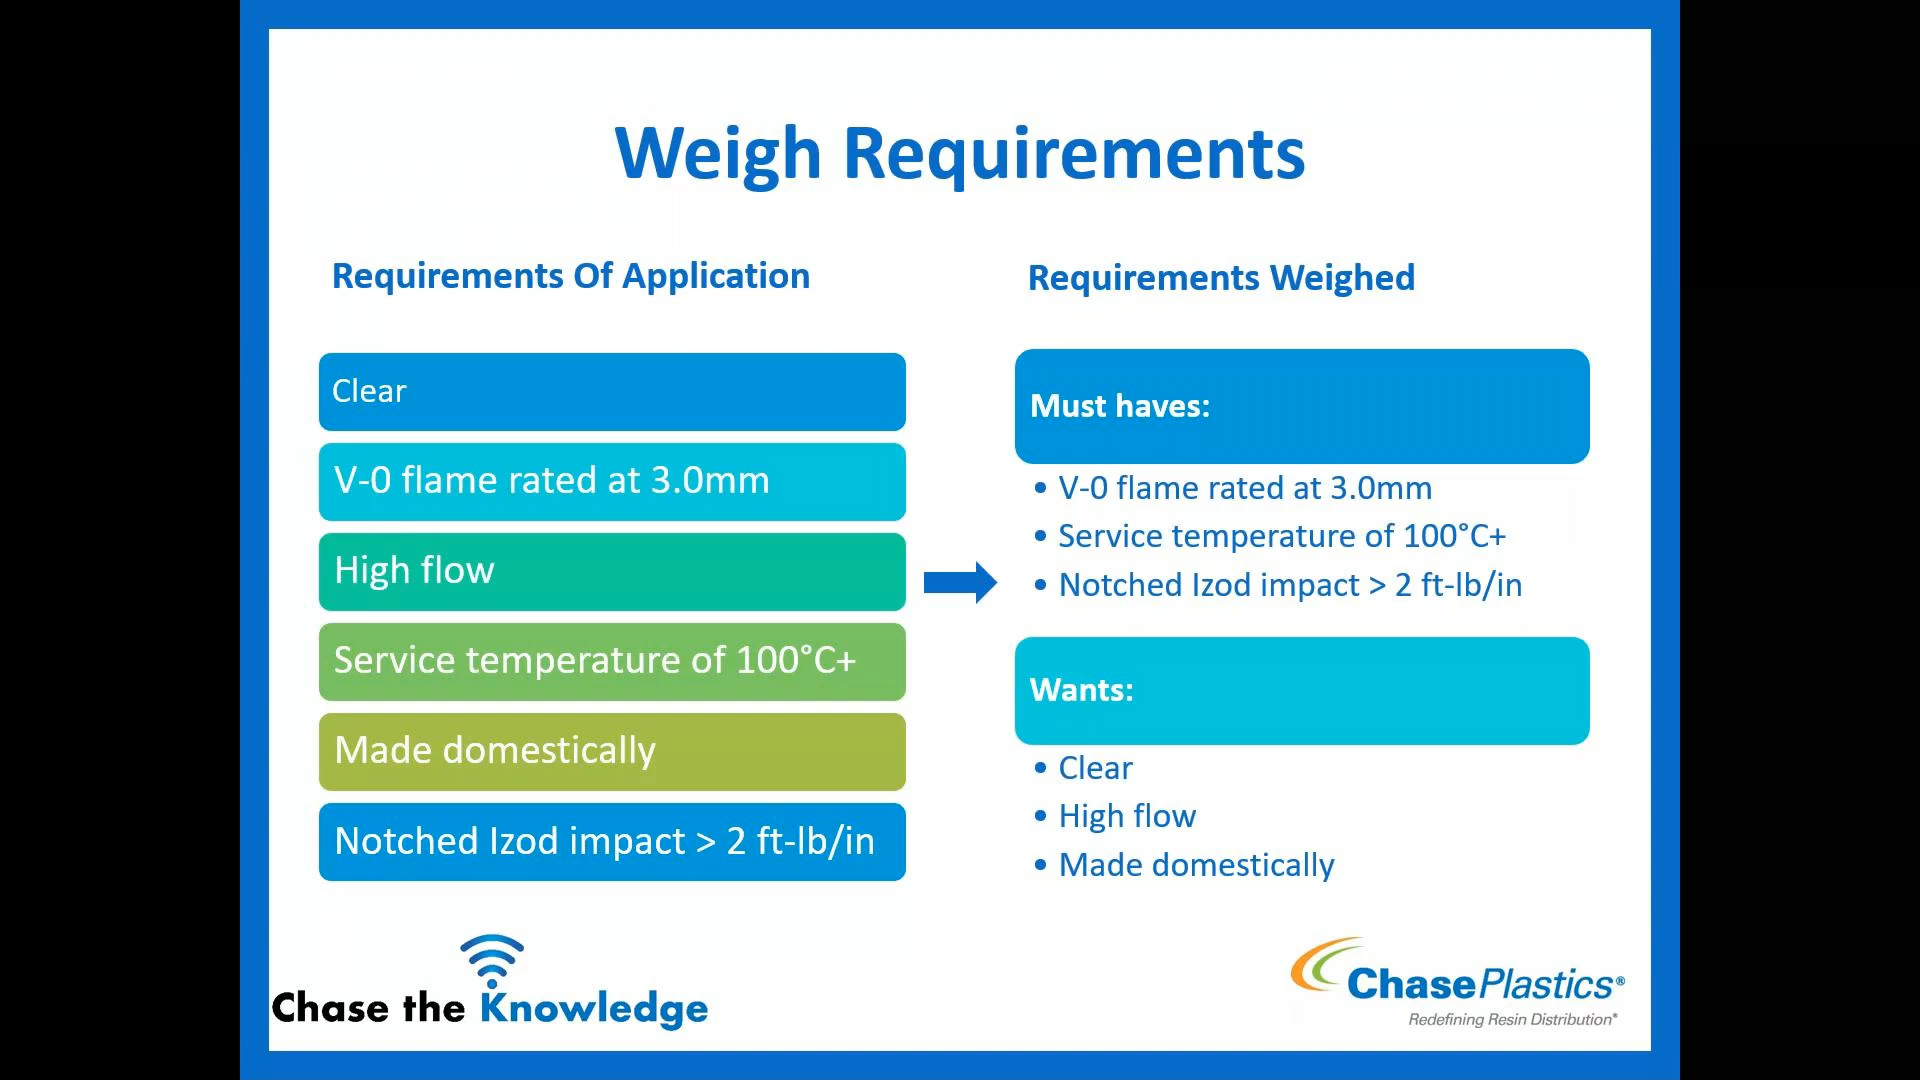 Weigh Requirements
Requirements Of Application
Clear
V-0 flame rated at 3.0mm
High flow
Service temperature of 100°C+
Made domestically
Notched Izod impact > 2 ft-lb/in
Requirements Weighed
Must haves:
• V-0 flame rated at 3.0mm
• Service temperature of 100°C+
• Notched Izod impact > 2 ft-lb/in
Wants:
• Clear
• High flow
• Made domestically
Chase the Knowledge
ChasePlastics®
Redefining Resin Distribution®